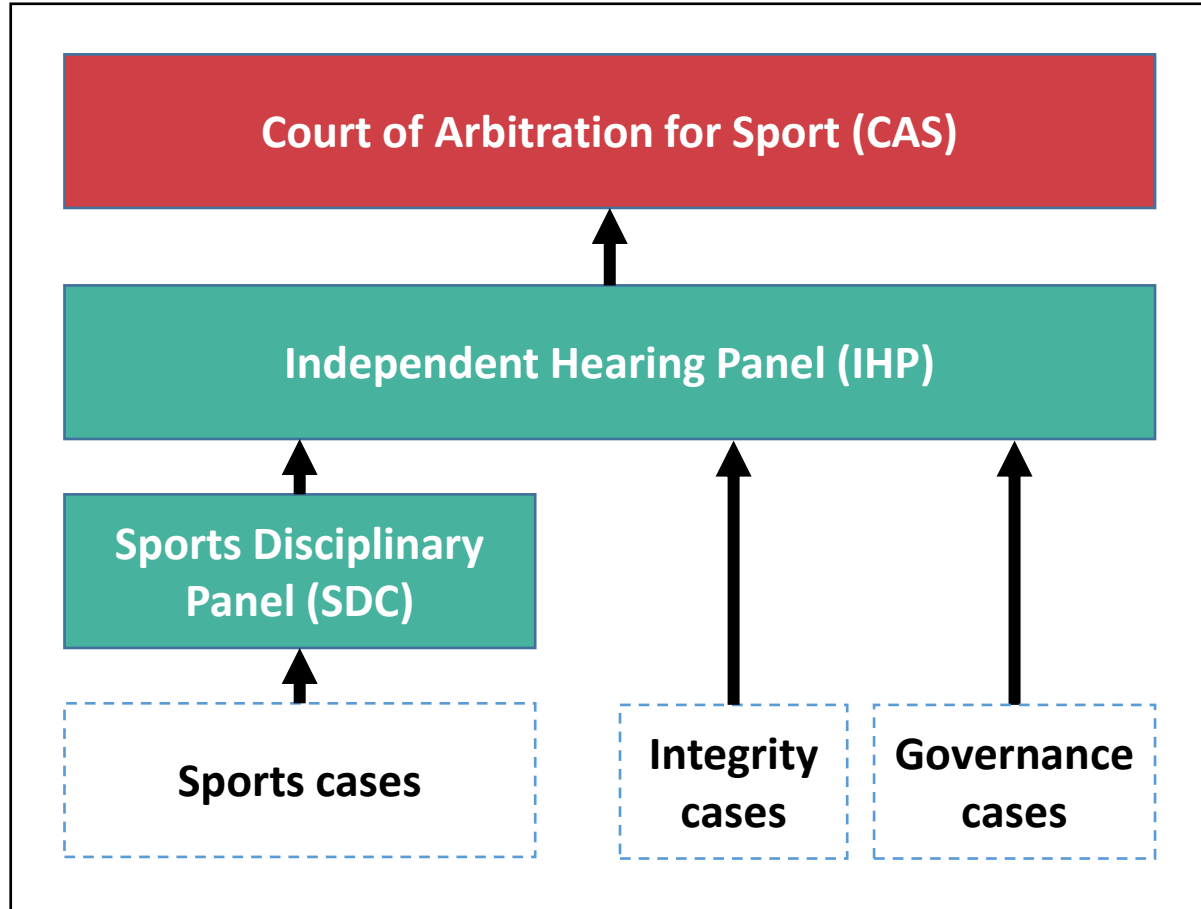 Court of Arbitration for Sport (CAS)
Independent Hearing Panel (IHP)
Sports Disciplinary
Panel (SDC)
Sports cases
Integrity
cases
Governance
cases